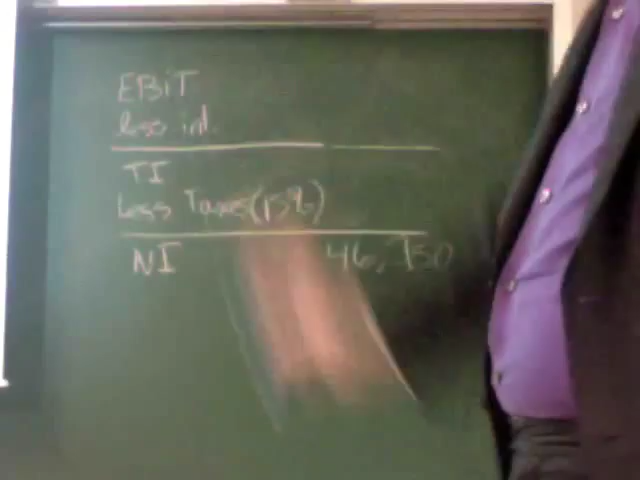 EBiT
less int.
TI
Less Taxes (15%)
NI 46,750